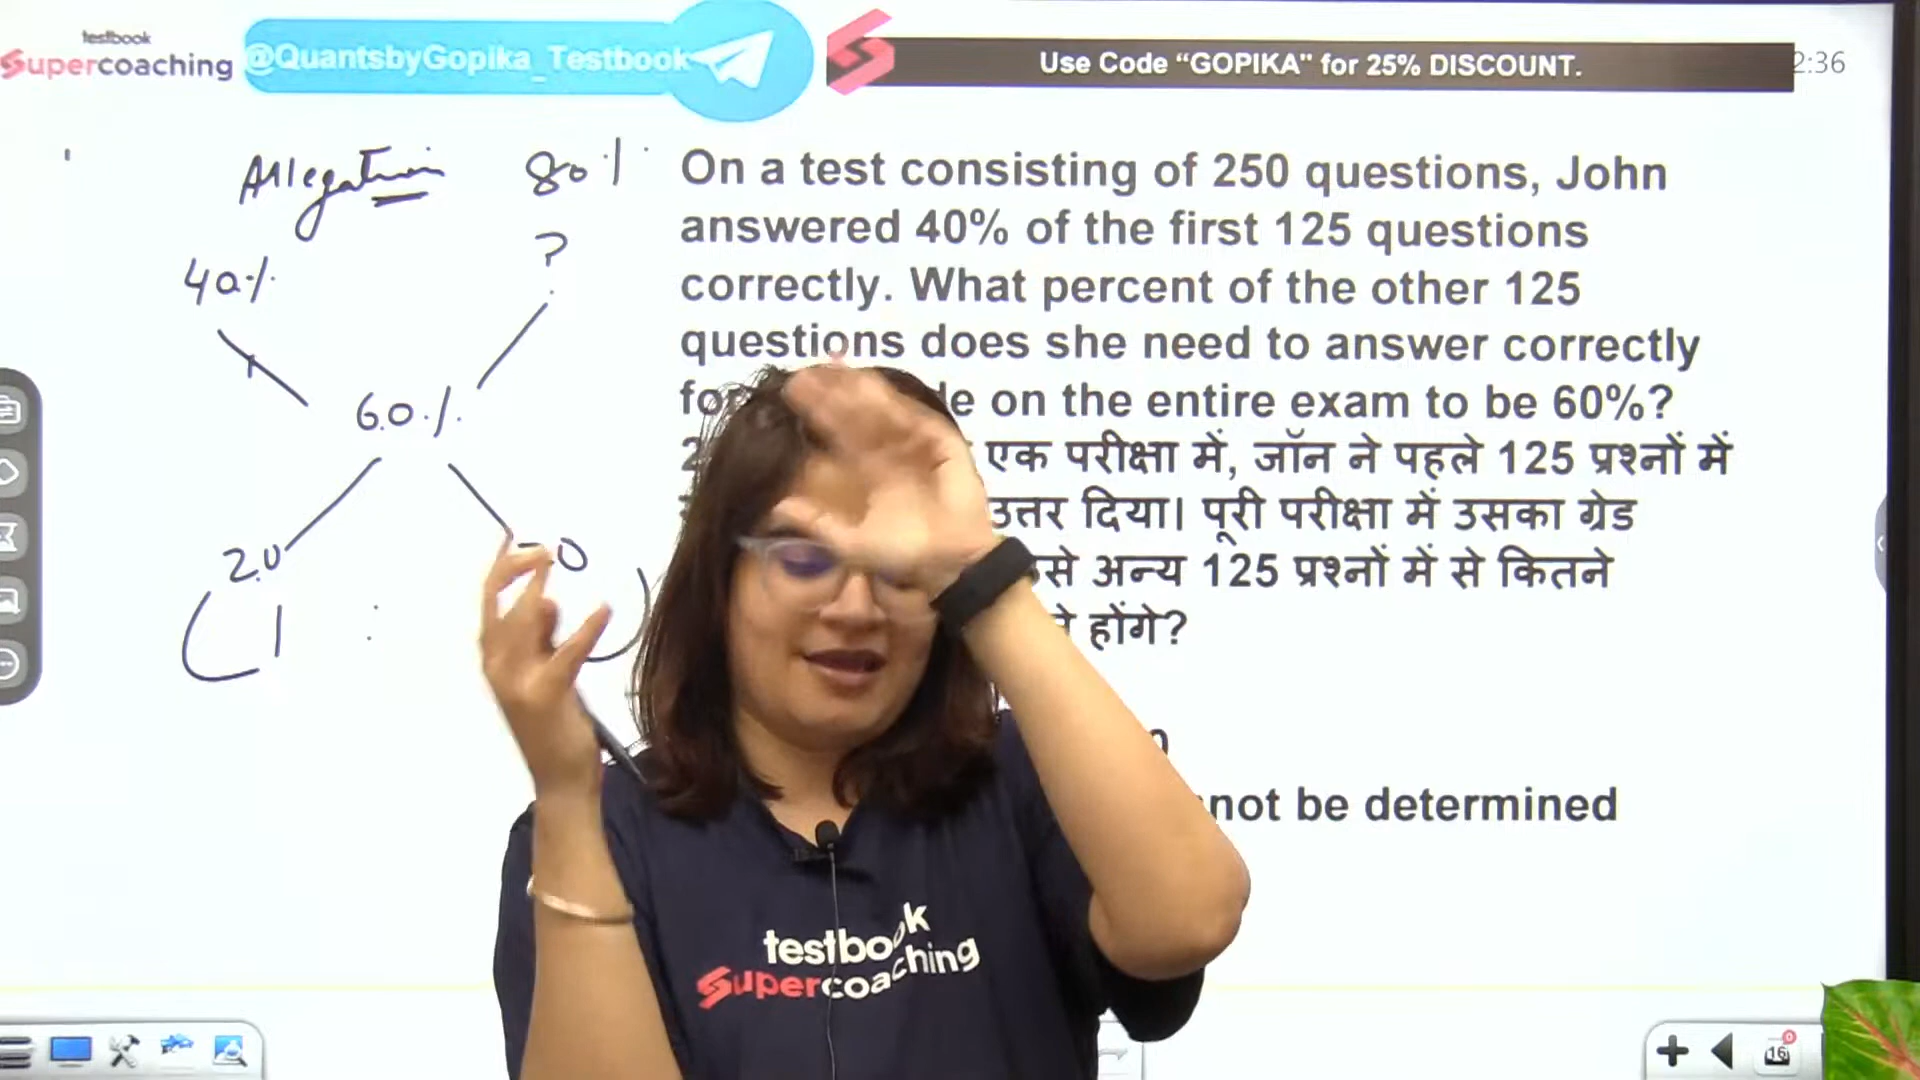 testbook
Supercoaching
@QuantsbyGopika_Testbook
Use Code “GOPIKA” for 25% DISCOUNT.
2:36
Allegation
80%
?
40%
60%
20
1 :
On a test consisting of 250 questions, John
answered 40% of the first 125 questions
correctly. What percent of the other 125
questions does she need to answer correctly
on the entire exam to be 60%?
एक परीक्षा में, जॉन ने पहले 125 प्रश्नों में
उत्तर दिया। पूरी परीक्षा में उसका ग्रेड
अन्य 125 प्रश्नों में से कितने
होंगे?
not be determined
testbook
Supercoaching
16
0